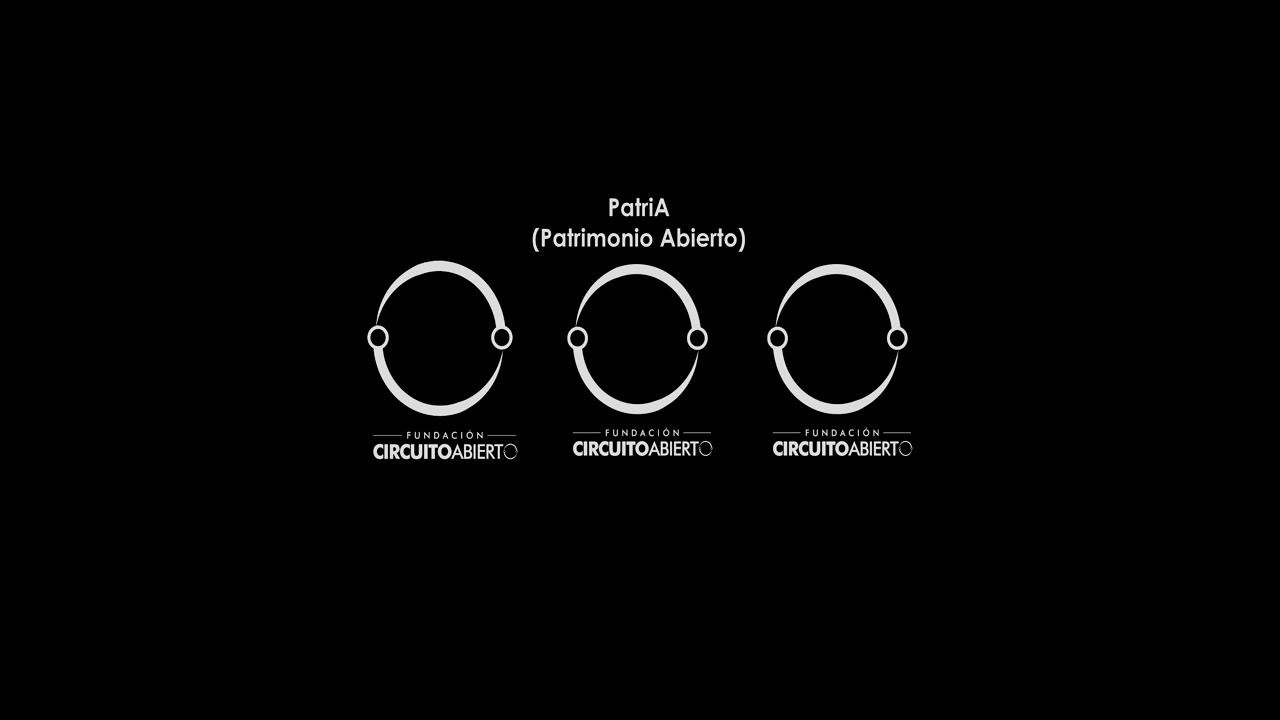 PatriA
(Patrimonio Abierto)
FUNDACIÓN
CIRCUITOABIERTO
FUNDACIÓN
CIRCUITOABIERTO
FUNDACIÓN
CIRCUITOABIERTO